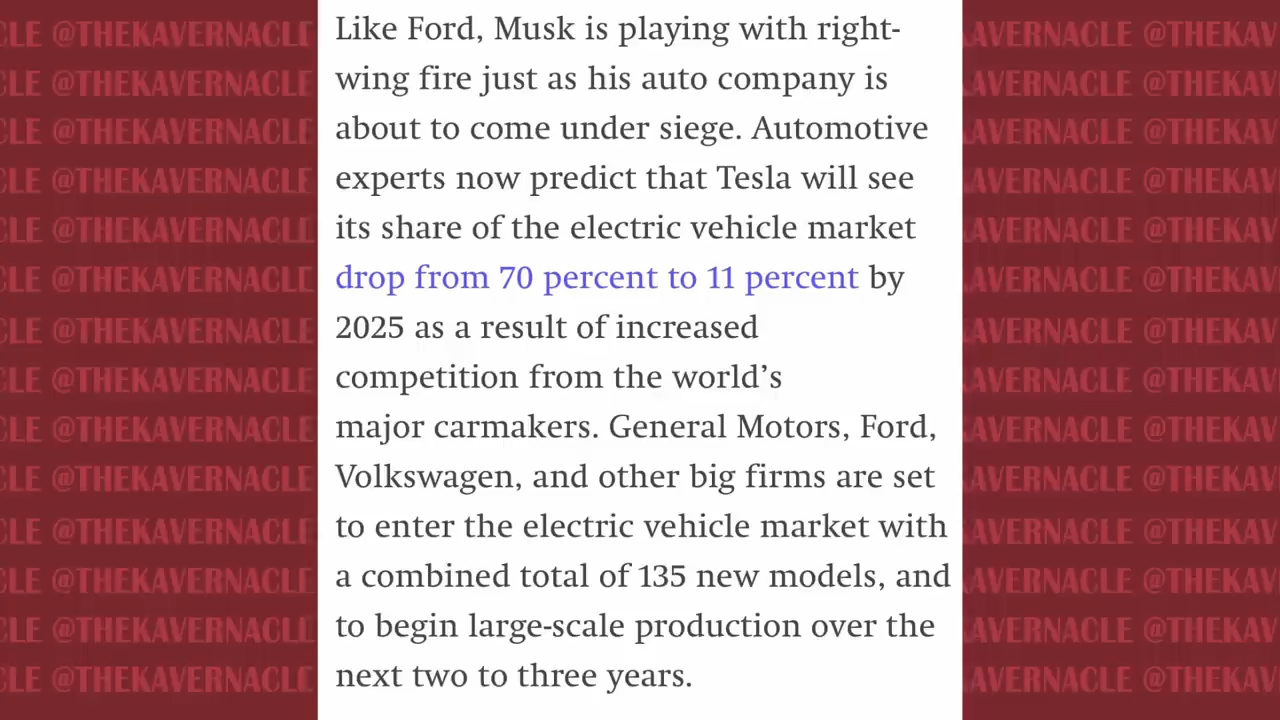 Like Ford, Musk is playing with right-
wing fire just as his auto company is
about to come under siege. Automotive
experts now predict that Tesla will see
its share of the electric vehicle market
drop from 70 percent to 11 percent by
2025 as a result of increased
competition from the world’s
major carmakers. General Motors, Ford,
Volkswagen, and other big firms are set
to enter the electric vehicle market with
a combined total of 135 new models, and
to begin large-scale production over the
next two to three years.
@THEKAVERNACLE